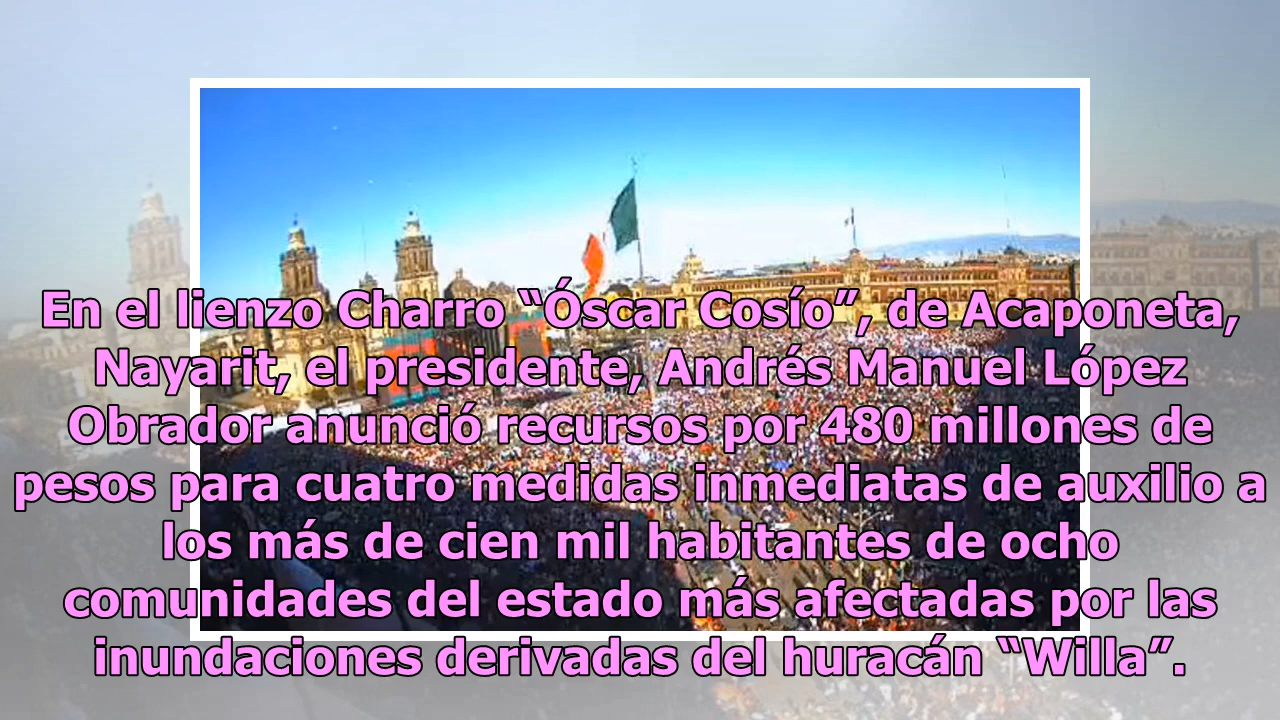 En el lienzo Charro “Óscar Cosío”, de Acaponeta,
Nayarit, el presidente, Andrés Manuel López
Obrador anunció recursos por 480 millones de
pesos para cuatro medidas inmediatas de auxilio a
los más de cien mil habitantes de ocho
comunidades del estado más afectadas por las
inundaciones derivadas del huracán “Willa”.